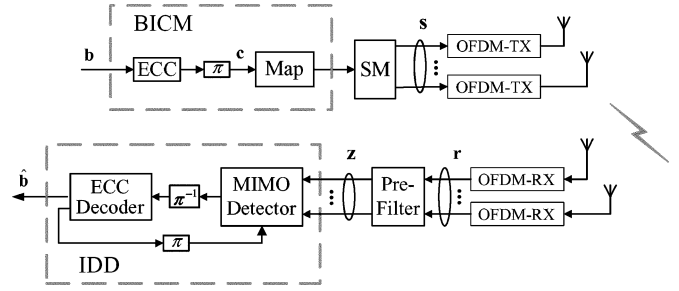 BICM
b
ECC
π
c
Map
SM
s
OFDM-TX
OFDM-TX
b̂
ECC
Decoder
π⁻¹
MIMO
Detector
z
Pre-
Filter
r
OFDM-RX
OFDM-RX
π
IDD